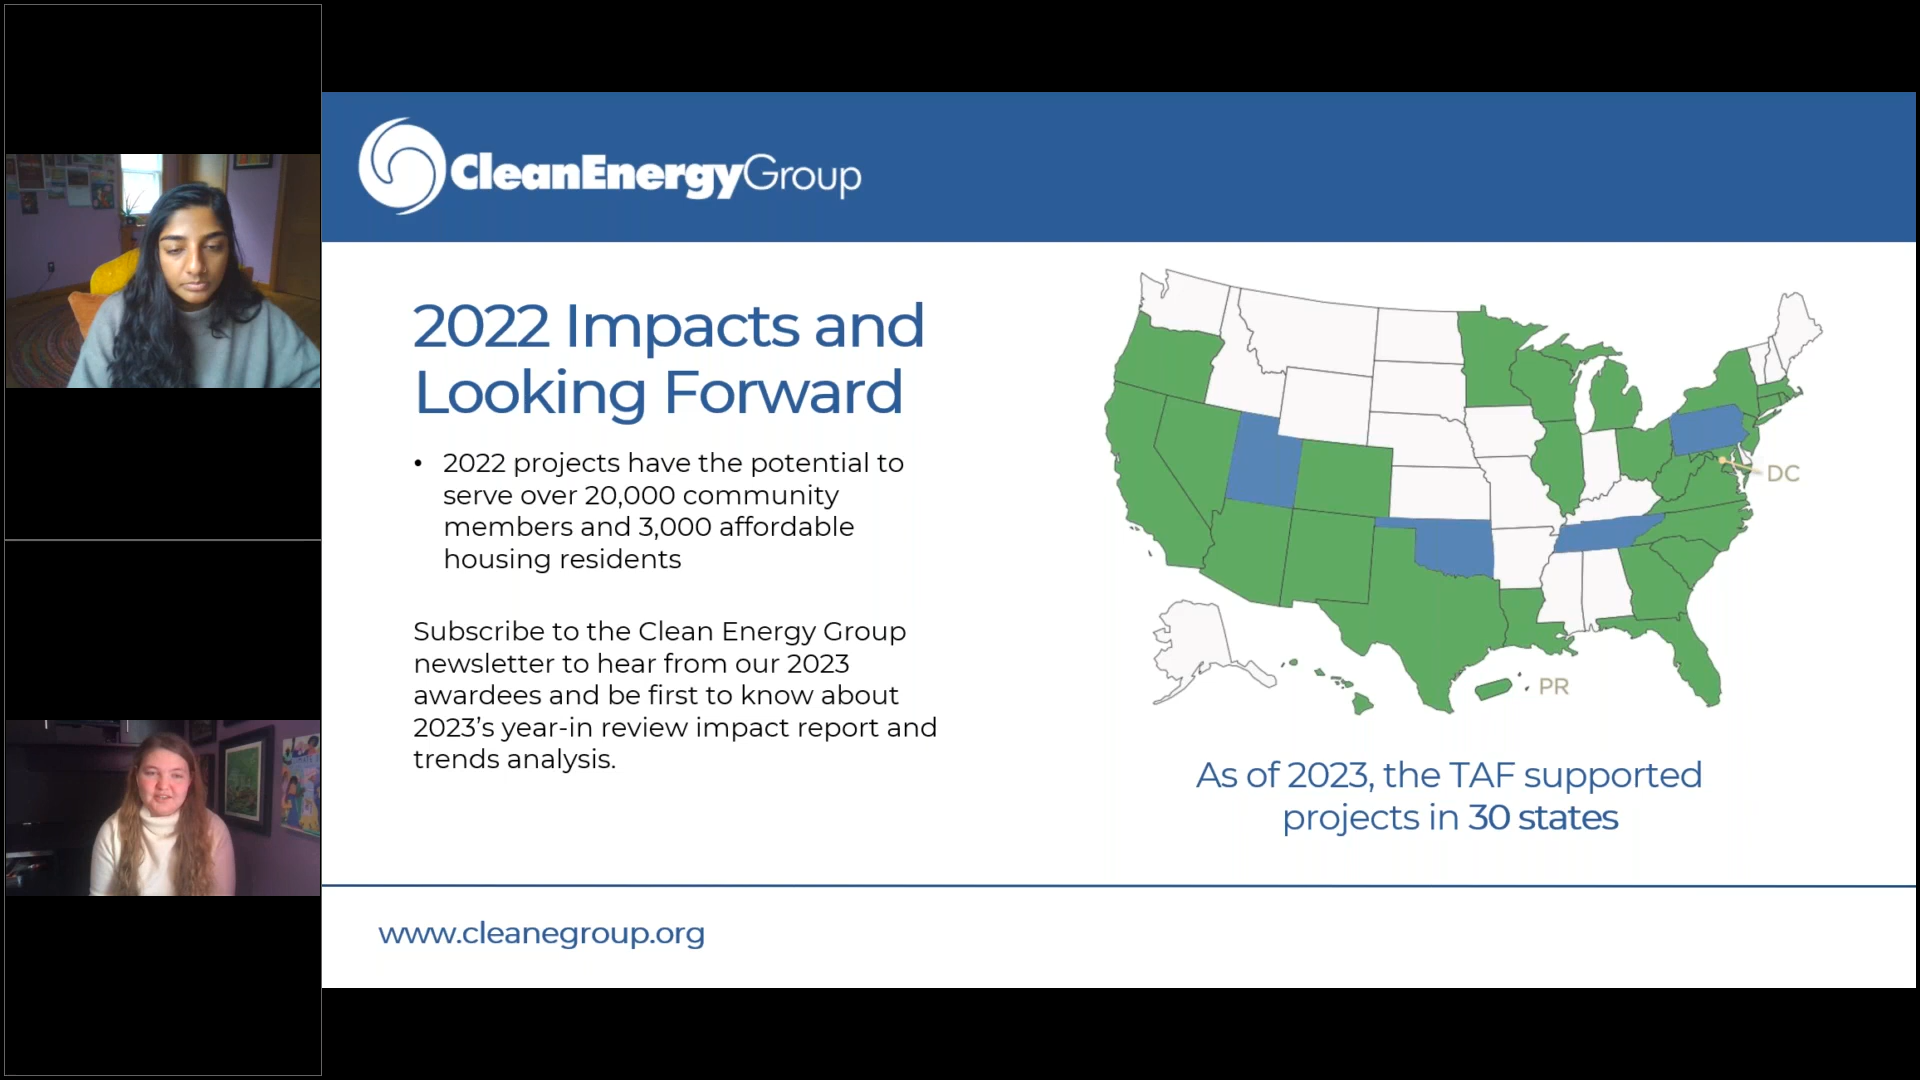 CleanEnergyGroup
2022 Impacts and
Looking Forward
• 2022 projects have the potential to
serve over 20,000 community
members and 3,000 affordable
housing residents
Subscribe to the Clean Energy Group
newsletter to hear from our 2023
awardees and be first to know about
2023’s year-in review impact report and
trends analysis.
DC
PR
As of 2023, the TAF supported
projects in 30 states
www.cleanegroup.org